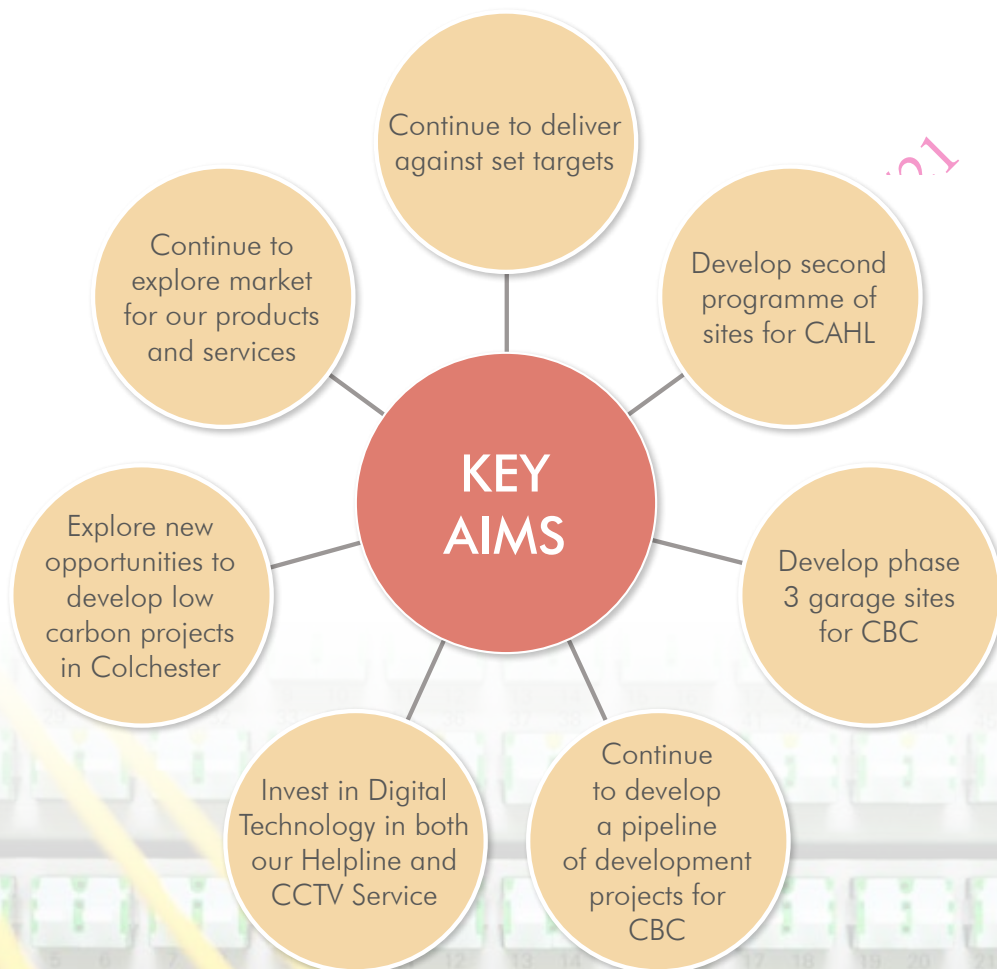 Continue to deliver
against set targets
Develop second
programme of
sites for CAHL
Develop phase
3 garage sites
for CBC
Continue
to develop
a pipeline
of development
projects for
CBC
Invest in Digital
Technology in both
our Helpline and
CCTV Service
Explore new
opportunities to
develop low
carbon projects
in Colchester
Continue to
explore market
for our products
and services
KEY
AIMS